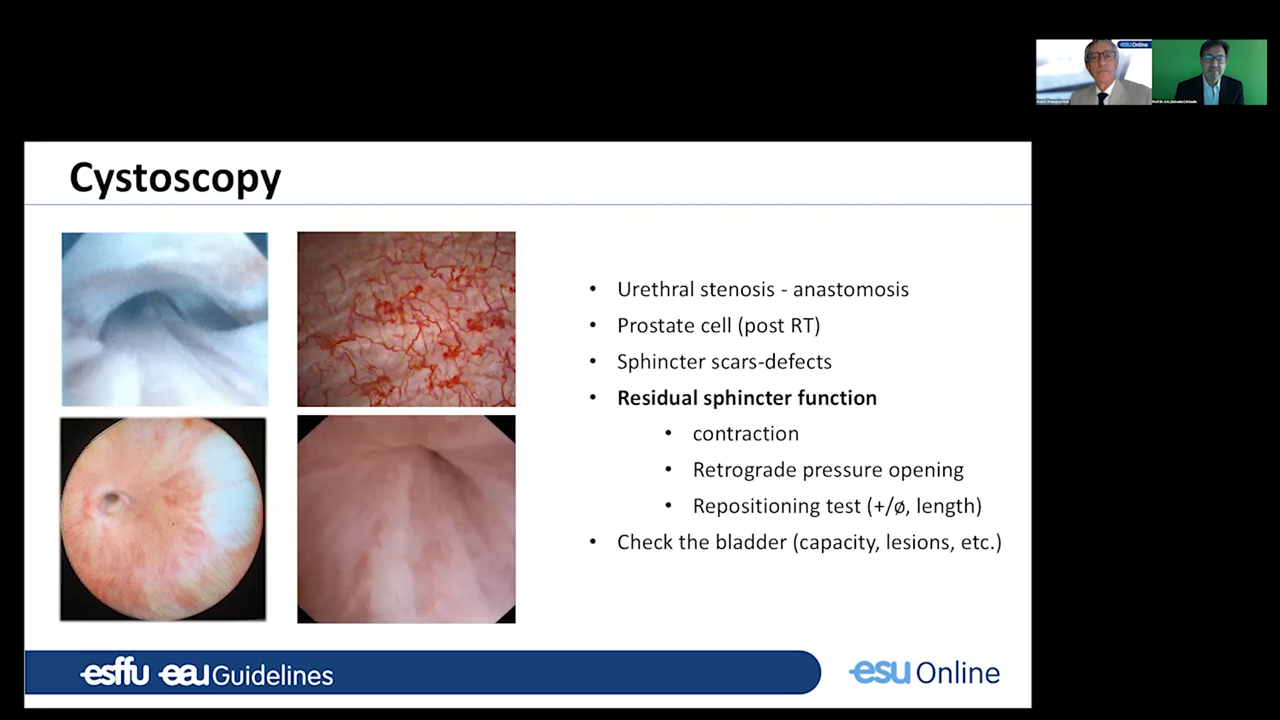 esu Online
Cystoscopy
• Urethral stenosis - anastomosis
• Prostate cell (post RT)
• Sphincter scars-defects
• Residual sphincter function
• contraction
• Retrograde pressure opening
• Repositioning test (+/ø, length)
• Check the bladder (capacity, lesions, etc.)
esffu eau Guidelines
esu Online